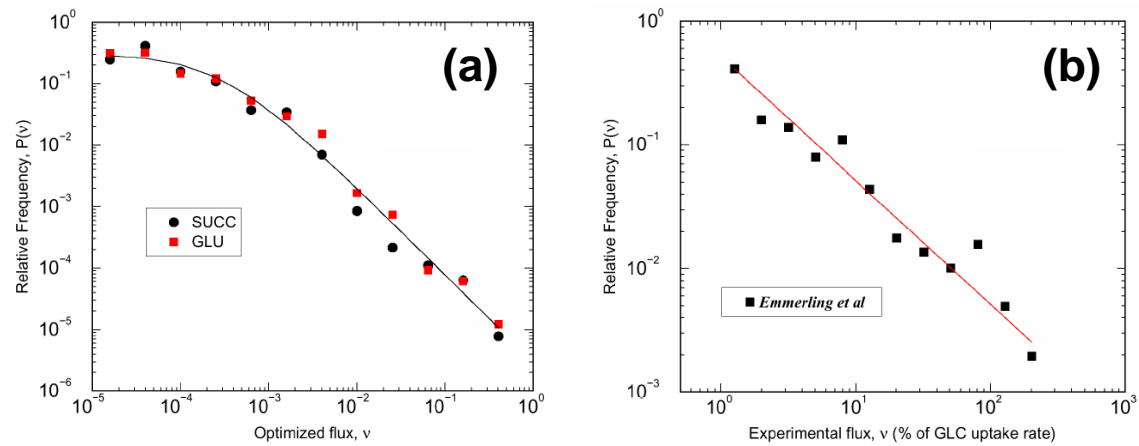 (a)
10^0
10^-1
10^-2
10^-3
10^-4
10^-5
10^-6
Relative Frequency, P(ν)
SUCC
GLU
10^-5 10^-4 10^-3 10^-2 10^-1 10^0
Optimized flux, ν
(b)
10^0
10^-1
10^-2
10^-3
Relative Frequency, P(ν)
Emmerling et al
10^0 10^1 10^2 10^3
Experimental flux, ν (% of GLC uptake rate)